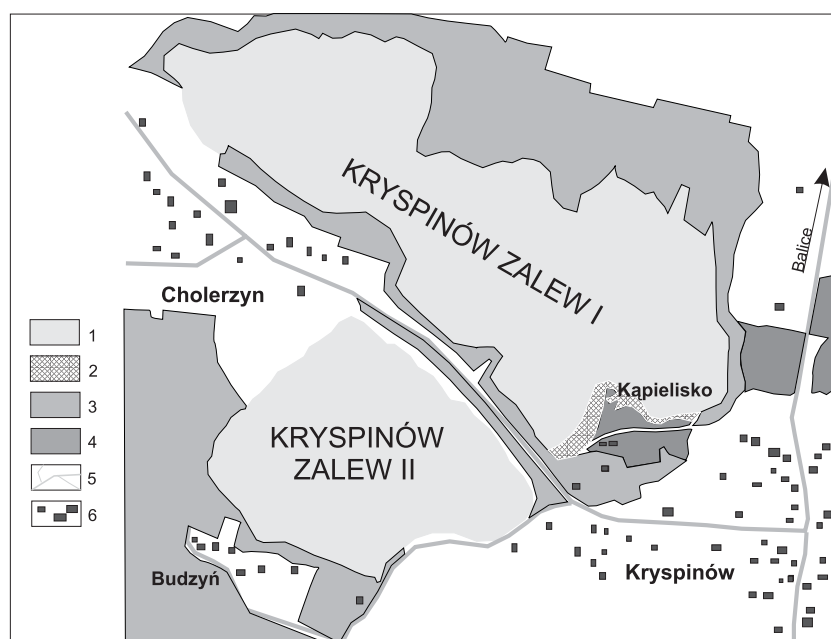 KRYSPINÓW ZALEW I
Balice
Cholerzyn
Kąpielisko
KRYSPINÓW
ZALEW II
Budzyń
Kryspinów
1
2
3
4
5
6